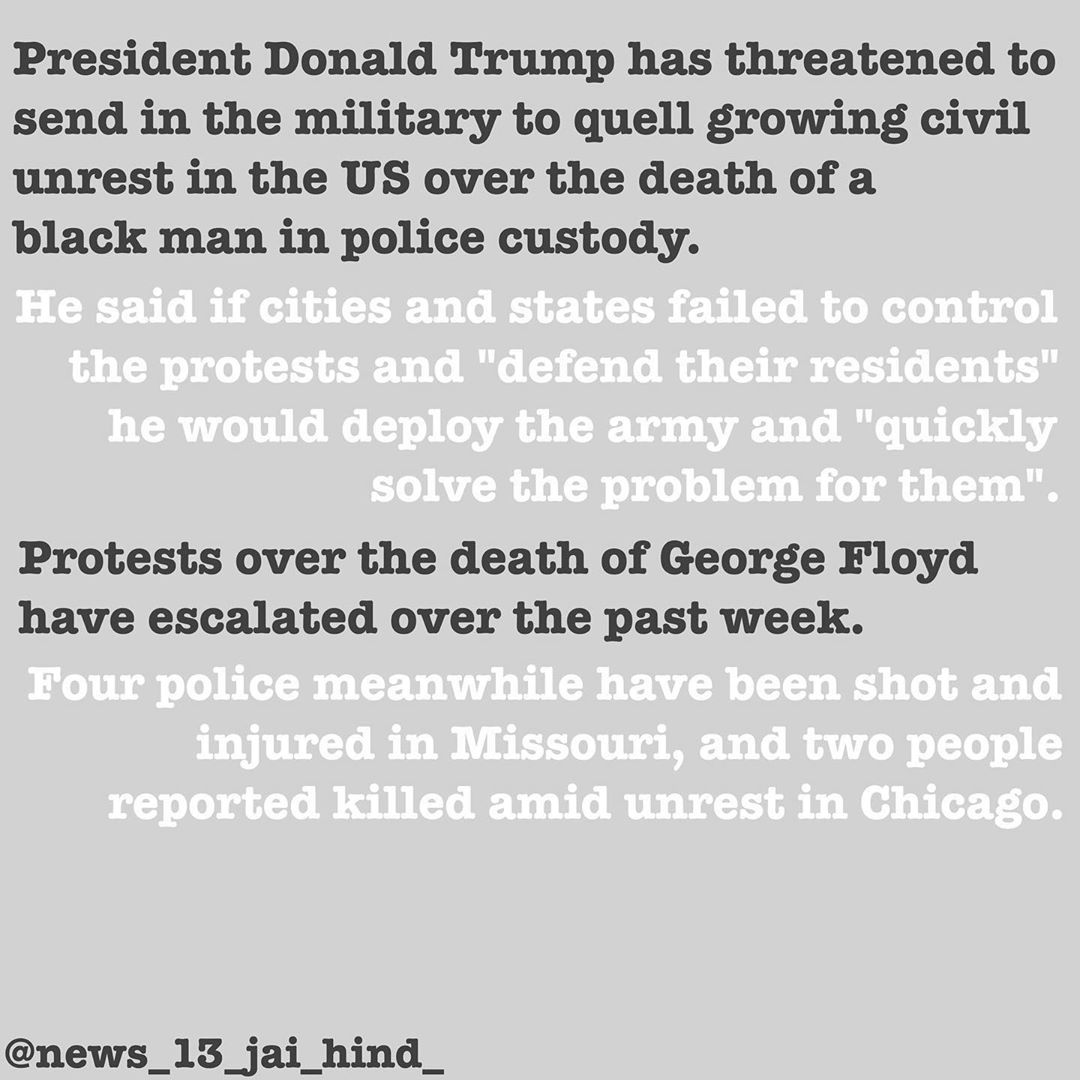 President Donald Trump has threatened to
send in the military to quell growing civil
unrest in the US over the death of a
black man in police custody.
He said if cities and states failed to control
the protests and "defend their residents"
he would deploy the army and "quickly
solve the problem for them".
Protests over the death of George Floyd
have escalated over the past week.
Four police meanwhile have been shot and
injured in Missouri, and two people
reported killed amid unrest in Chicago.
@news_13_jai_hind_